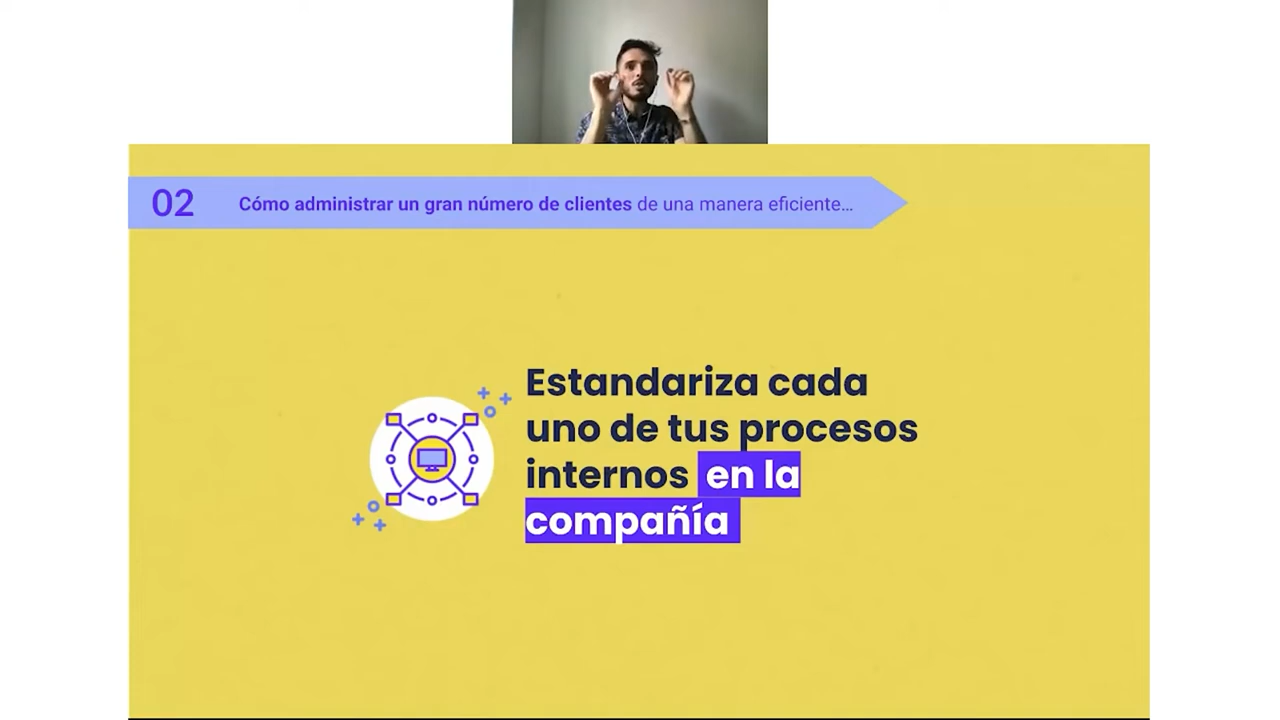 02
Cómo administrar un gran número de clientes de una manera eficiente...
Estandariza cada
uno de tus procesos
internos en la
compañía